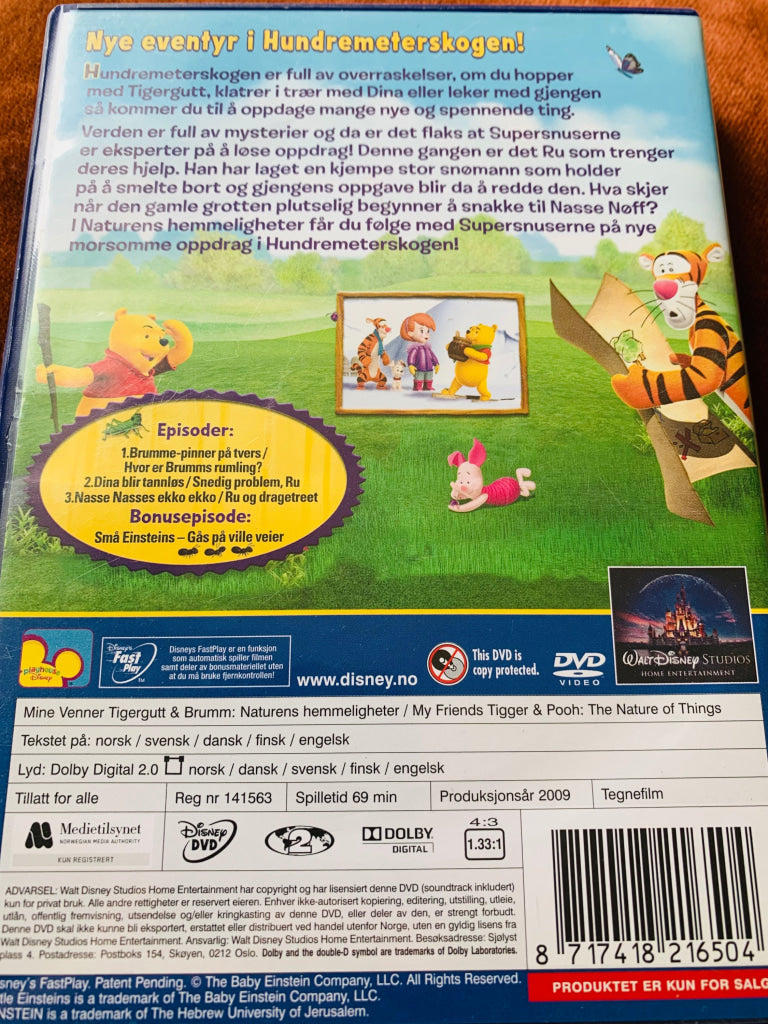 Nye eventyr i Hundremeterskogen!
Hundremeterskogen er full av overraskelser, om du hopper
med Tigergutt, klatrer i trær med Dina eller leker med gjengen
så kommer du til å oppdage mange nye og spennende ting.
Verden er full av mysterier og da er det flaks at Supersnuserne
er eksperter på å løse oppdrag! Denne gangen er det Ru som trenger
deres hjelp. Han har laget en kjempe stor snømann som holder
på å smelte bort og gjengens oppgave blir da å redde den. Hva skjer
når den gamle grotten plutselig begynner å snakke til Nasse Nøff?
I Naturens hemmeligheter får du følge med Supersnuserne på nye
morsomme oppdrag i Hundremeterskogen!
Episoder:
1.Brumme-pinner på tvers /
Hvor er Brumms rumling?
2.Dina blir tannløs / Snedig problem, Ru
3.Nasse Nasses ekko ekko / Ru og dragetreet
Bonusepisode:
Små Einsteins – Gås på ville veier
playhouse
Disney
Disney's
Fast
Play
TM
Disneys FastPlay er en funksjon
som automatisk spiller filmen
samt deler av bonusmateriellet uten
at du må bruke fjernkontrollen!
www.disney.no
This DVD is
copy protected.
DVD
VIDEO
WALT DISNEY STUDIOS
HOME ENTERTAINMENT
Mine Venner Tigergutt & Brumm: Naturens hemmeligheter / My Friends Tigger & Pooh: The Nature of Things
Tekstet på: norsk / svensk / dansk / finsk / engelsk
Lyd: Dolby Digital 2.0 norsk / dansk / svensk / finsk / engelsk
Tillatt for alle
Reg nr 141563
Spilletid 69 min
Produksjonsår 2009
Tegnefilm
Medietilsynet
NORWEGIAN MEDIA AUTHORITY
KUN REGISTRERT
Disney
DVD
2
DOLBY
DIGITAL
4:3
1.33:1
ADVARSEL: Walt Disney Studios Home Entertainment har copyright og har lisensiert denne DVD (soundtrack inkludert)
kun for privat bruk. Alle andre rettigheter er reservert eieren. Enhver ikke-autorisert kopiering, editering, utstilling, utleie,
utlån, offentlig fremvisning, utsendelse og/eller kringkasting av denne DVD, eller deler av den, er strengt forbudt.
Denne DVD skal ikke kunne bli eksportert, erstattet eller distribuert ved handel utenfor Norge, uten en gyldig lisens fra
Walt Disney Studios Home Entertainment. Ansvarlig: Walt Disney Studios Home Entertainment. Besøksadresse: Sjølyst
plass 4. Postadresse: Postboks 154, Skøyen, 0212 Oslo. Dolby and the double-D symbol are trademarks of Dolby Laboratories.
8 717418 216504
PRODUKTET ER KUN FOR SALG
sney's FastPlay. Patent Pending. © The Baby Einstein Company, LLC. All Rights Reserved.
tle Einsteins is a trademark of The Baby Einstein Company, LLC.
NSTEIN is a trademark of The Hebrew University of Jerusalem.